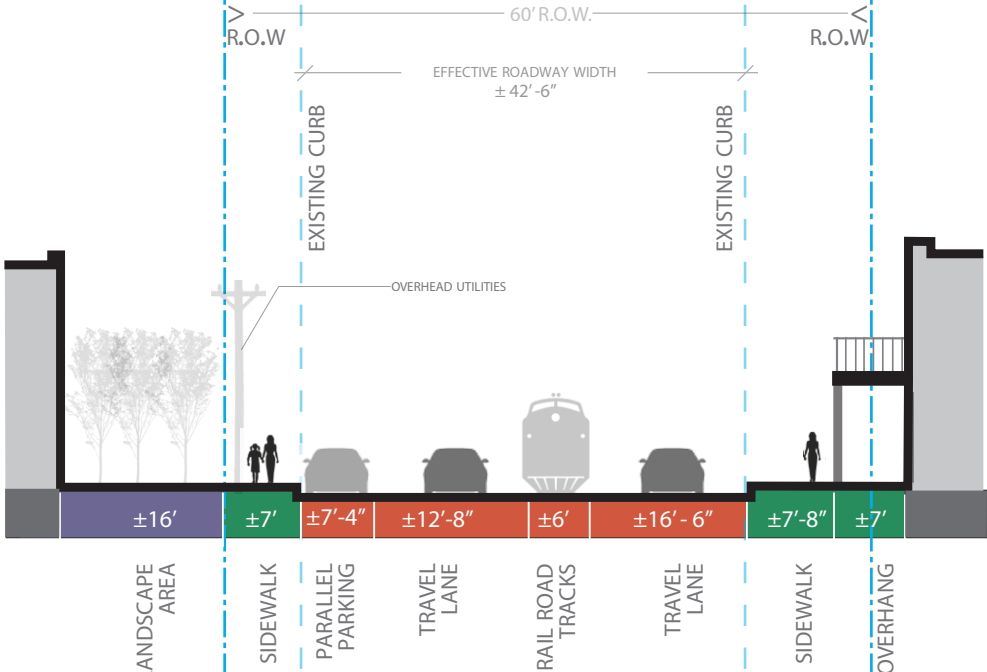 60' R.O.W.
R.O.W
R.O.W
EFFECTIVE ROADWAY WIDTH
± 42'-6"
EXISTING CURB
EXISTING CURB
OVERHEAD UTILITIES
±16'
±7'
±7'-4"
±12'-8"
±6'
±16'-6"
±7'-8"
±7'
ANDSCAPE
AREA
SIDEWALK
PARALLEL
PARKING
TRAVEL
LANE
RAIL ROAD
TRACKS
TRAVEL
LANE
SIDEWALK
OVERHANG